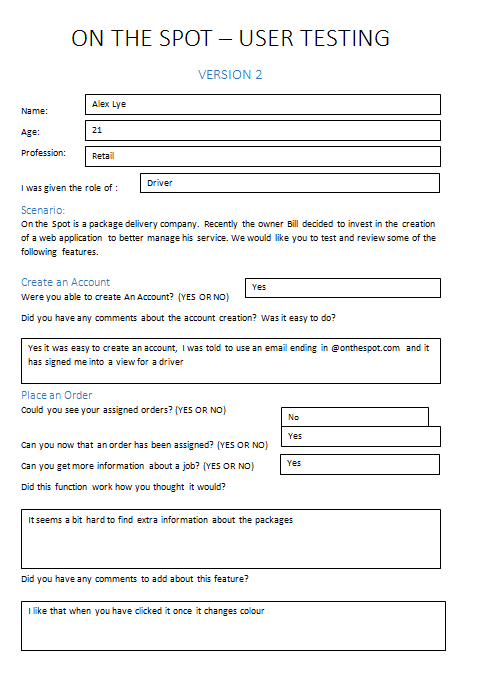 ON THE SPOT – USER TESTING
VERSION 2
Name: Alex Lye
Age: 21
Profession: Retail
I was given the role of : Driver
Scenario:
On the Spot is a package delivery company. Recently the owner Bill decided to invest in the creation
of a web application to better manage his service. We would like you to test and review some of the
following features.
Create an Account
Were you able to create An Account? (YES OR NO) Yes
Did you have any comments about the account creation? Was it easy to do?
Yes it was easy to create an account, I was told to use an email ending in @onthespot.com and it
has signed me into a view for a driver
Place an Order
Could you see your assigned orders? (YES OR NO) No
Can you now that an order has been assigned? (YES OR NO) Yes
Can you get more information about a job? (YES OR NO) Yes
Did this function work how you thought it would?
It seems a bit hard to find extra information about the packages
Did you have any comments to add about this feature?
I like that when you have clicked it once it changes colour